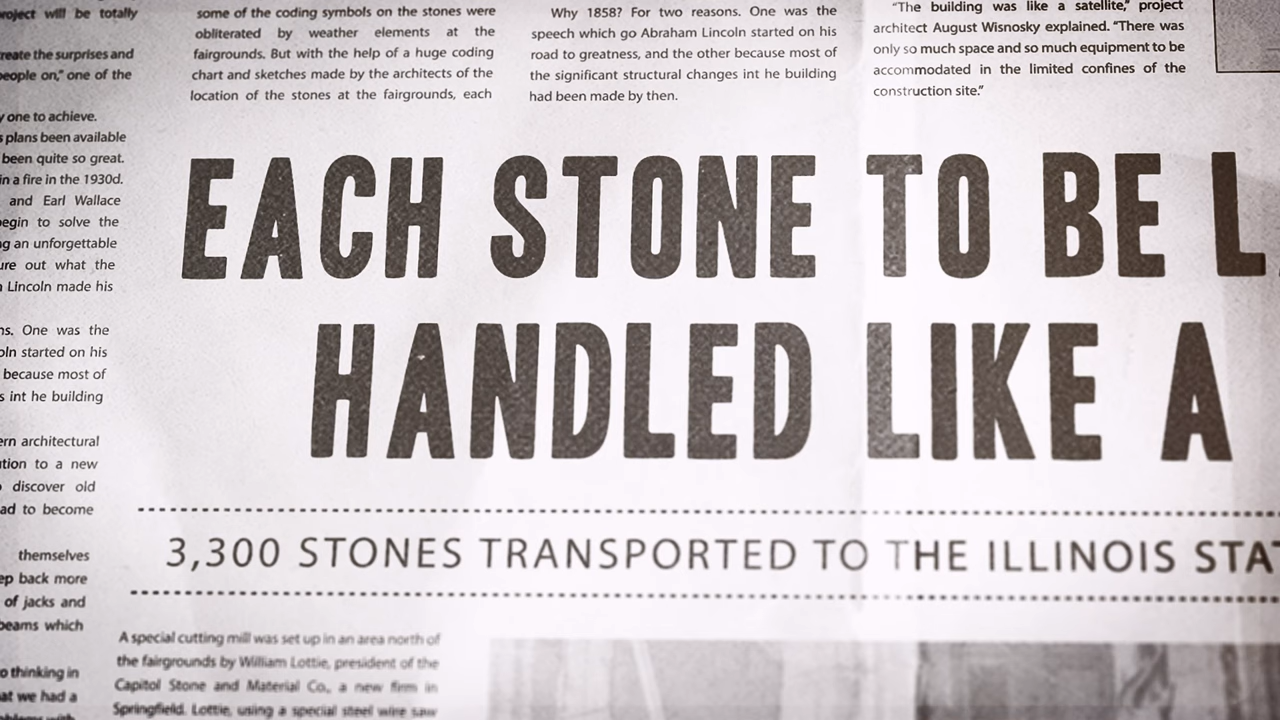 project will be totally
create the surprises and
people on," one of the
y one to achieve.
s plans been available
been quite so great.
in a fire in the 1930d.
and Earl Wallace
begin to solve the
ng an unforgettable
ure out what the
Lincoln made his
ns. One was the
oln started on his
because most of
s int he building
ern architectural
ution to a new
discover old
ad to become
themselves
ep back more
of jacks and
beams which
o thinking in
at we had a
some of the coding symbols on the stones were
obliterated by weather elements at the
fairgrounds. But with the help of a huge coding
chart and sketches made by the architects of the
location of the stones at the fairgrounds, each
Why 1858? For two reasons. One was the
speech which go Abraham Lincoln started on his
road to greatness, and the other because most of
the significant structural changes int he building
had been made by then.
"The building was like a satellite," project
architect August Wisnosky explained. "There was
only so much space and so much equipment to be
accommodated in the limited confines of the
construction site."
EACH STONE TO BE L
HANDLED LIKE A
3,300 STONES TRANSPORTED TO THE ILLINOIS STAT
A special cutting mill was set up in an area north of
the fairgrounds by William Lottie, president of the
Capitol Stone and Material Co., a new firm in
Springfield. Lottie, using a special steel wire saw